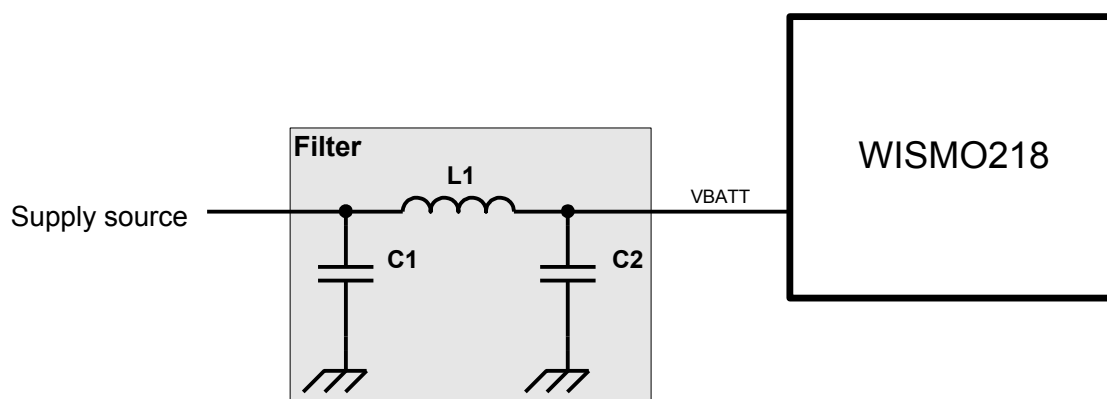 Filter
L1
WISMO218
VBATT
Supply source
C1
C2